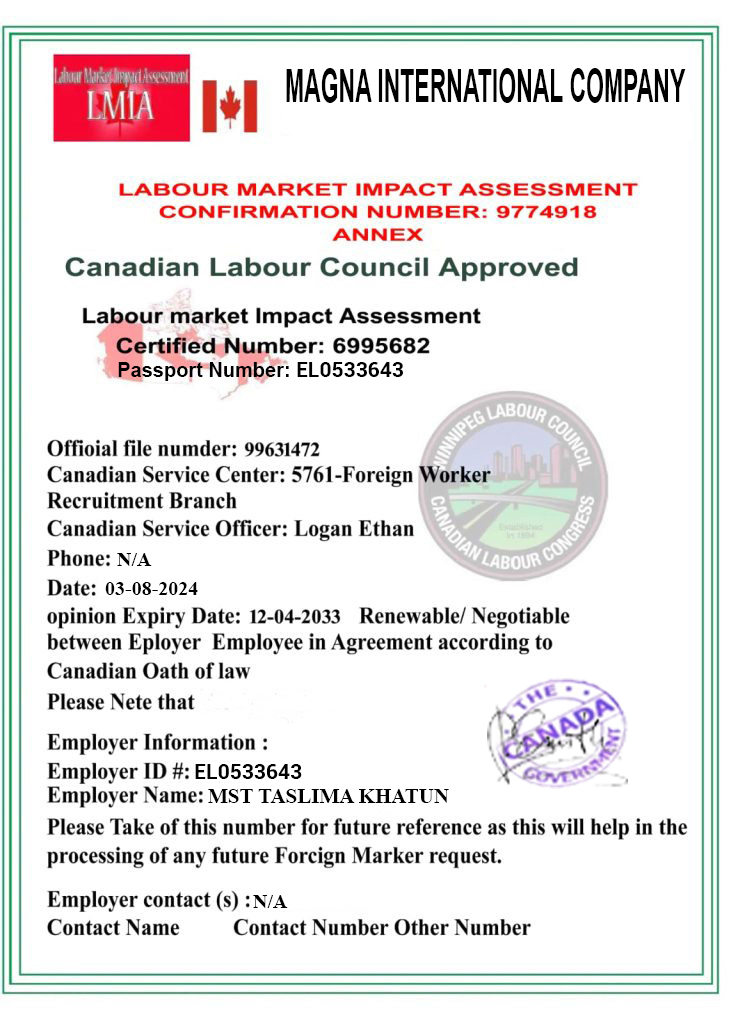 Labour Market Impact Assessment
LMIA
MAGNA INTERNATIONAL COMPANY
LABOUR MARKET IMPACT ASSESSMENT
CONFIRMATION NUMBER: 9774918
ANNEX
Canadian Labour Council Approved
Labour market Impact Assessment
Certified Number: 6995682
Passport Number: EL0533643
WINNIPEG LABOUR COUNCIL
Established
In 1894
CANADIAN LABOUR CONGRESS
Offioial file numder: 99631472
Canadian Service Center: 5761-Foreign Worker
Recruitment Branch
Canadian Service Officer: Logan Ethan
Phone: N/A
Date: 03-08-2024
opinion Expiry Date: 12-04-2033 Renewable/ Negotiable
between Eployer Employee in Agreement according to
Canadian Oath of law
Please Nete that
THE
CANADA
GOVERNMENT
Employer Information :
Employer ID #: EL0533643
Employer Name: MST TASLIMA KHATUN
Please Take of this number for future reference as this will help in the
processing of any future Forcign Marker request.
Employer contact (s) : N/A
Contact Name Contact Number Other Number